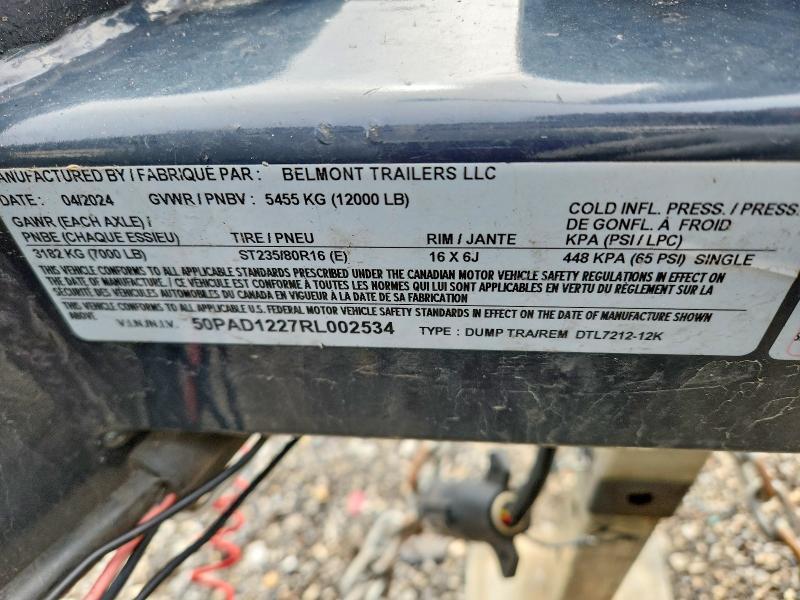 ANUFACTURED BY / FABRIQUÉ PAR : BELMONT TRAILERS LLC
DATE: 04/2024 GVWR / PNBV : 5455 KG (12000 LB)
GAWR (EACH AXLE) / COLD INFL. PRESS. / PRESS.
PNBE (CHAQUE ESSIEU) TIRE / PNEU RIM / JANTE DE GONFL. À FROID KPA (PSI / LPC)
3182 KG (7000 LB) ST235/80R16 (E) 16 X 6J 448 KPA (65 PSI) SINGLE
THIS VEHICLE CONFORMS TO ALL APPLICABLE STANDARDS PRESCRIBED UNDER THE CANADIAN MOTOR VEHICLE SAFETY REGULATIONS IN EFFECT ON
THE DATE OF MANUFACTURE / CE VÉHICULE EST CONFORME À TOUTES LES NORMES QUI LUI SONT APPLICABLES EN VERTU DU RÈGLEMENT SUR LA
SÉCURITÉ DES VÉHICULES AUTOMOBILES DU CANADA EN VIGUEUR À LA DATE DE SA FABRICATION
THIS VEHICLE CONFORMS TO ALL APPLICABLE U.S. FEDERAL MOTOR VEHICLE SAFETY STANDARDS IN EFFECT ON THE DATE OF MANUFACTURE SHOWN
ABOVE. V.I.N./N.I.V. 50PAD1227RL002534 TYPE : DUMP TRA/REM DTL7212-12K